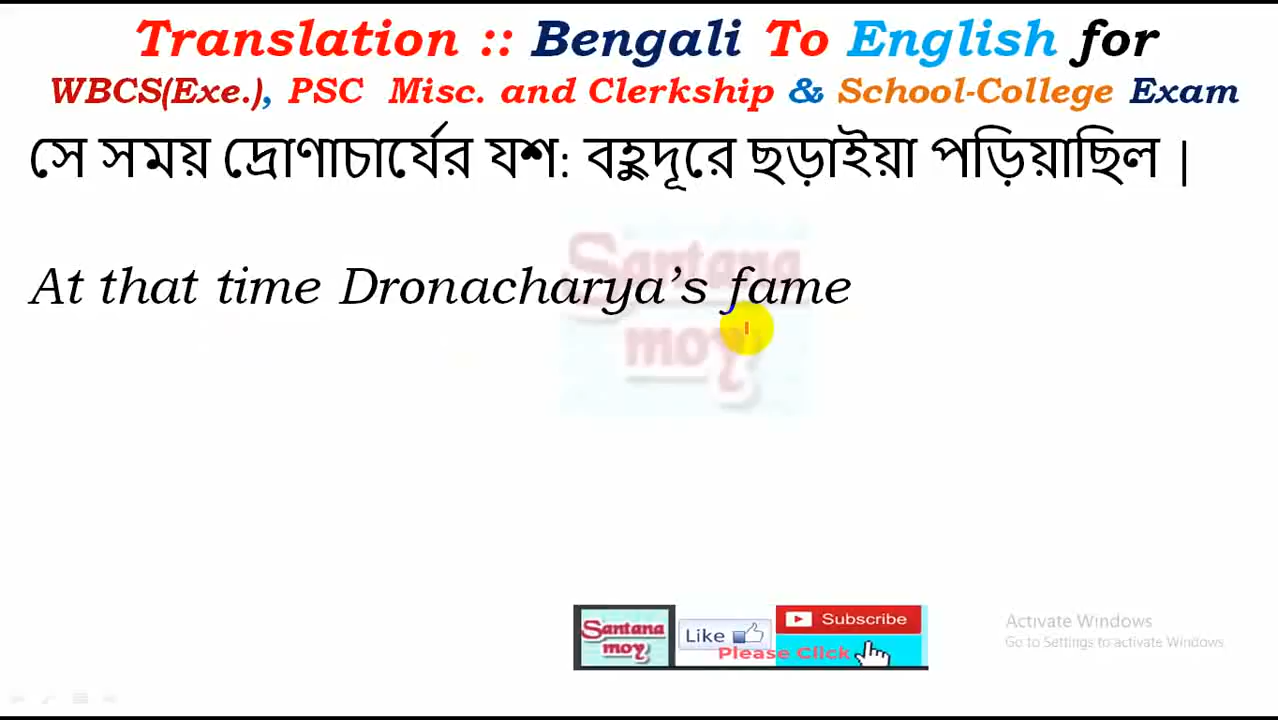 Translation :: Bengali To English for
WBCS(Exe.), PSC Misc. and Clerkship & School-College Exam
সে সময় দ্রোণাচার্যের যশ: বহুদূরে ছড়াইয়া পড়িয়াছিল |
At that time Dronacharya’s fame
Santana
moy
Santana
moy
Like
Subscribe
Please Click
Activate Windows
Go to Settings to activate Windows.